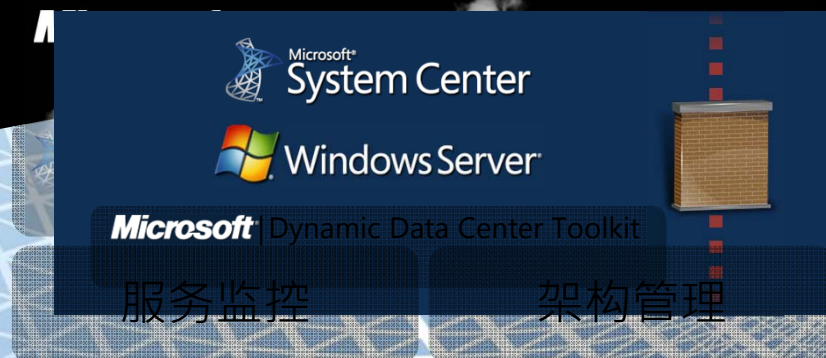 Microsoft®
System Center
Windows Server®
Microsoft® | Dynamic Data Center Toolkit
服务监控
架构管理